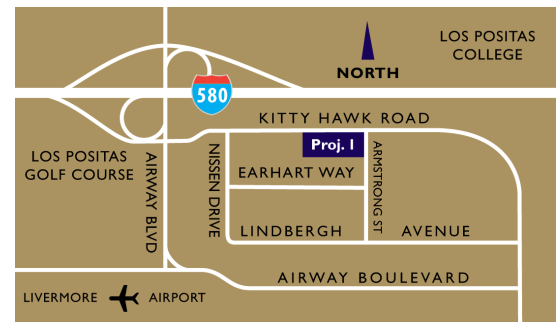 LOS POSITAS
COLLEGE
NORTH
580
KITTY HAWK ROAD
Proj. I
LOS POSITAS
GOLF COURSE
AIRWAY BLVD
NISSEN DRIVE
EARHART WAY
ARMSTRONG ST
LINDBERGH AVENUE
AIRWAY BOULEVARD
LIVERMORE AIRPORT